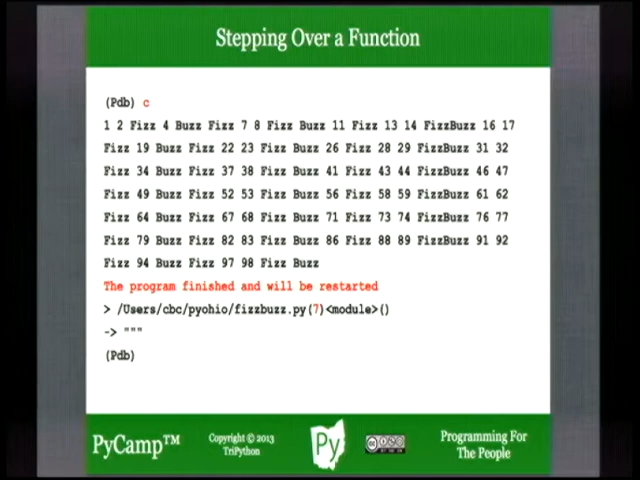 Stepping Over a Function
(Pdb) c
1 2 Fizz 4 Buzz Fizz 7 8 Fizz Buzz 11 Fizz 13 14 FizzBuzz 16 17
Fizz 19 Buzz Fizz 22 23 Fizz Buzz 26 Fizz 28 29 FizzBuzz 31 32
Fizz 34 Buzz Fizz 37 38 Fizz Buzz 41 Fizz 43 44 FizzBuzz 46 47
Fizz 49 Buzz Fizz 52 53 Fizz Buzz 56 Fizz 58 59 FizzBuzz 61 62
Fizz 64 Buzz Fizz 67 68 Fizz Buzz 71 Fizz 73 74 FizzBuzz 76 77
Fizz 79 Buzz Fizz 82 83 Fizz Buzz 86 Fizz 88 89 FizzBuzz 91 92
Fizz 94 Buzz Fizz 97 98 Fizz Buzz
The program finished and will be restarted
> /Users/cbc/pyohio/fizzbuzz.py(7)<module>()
-> """
(Pdb)
PyCamp™
Copyright © 2013
TriPython
Py
cc
Programming For
The People